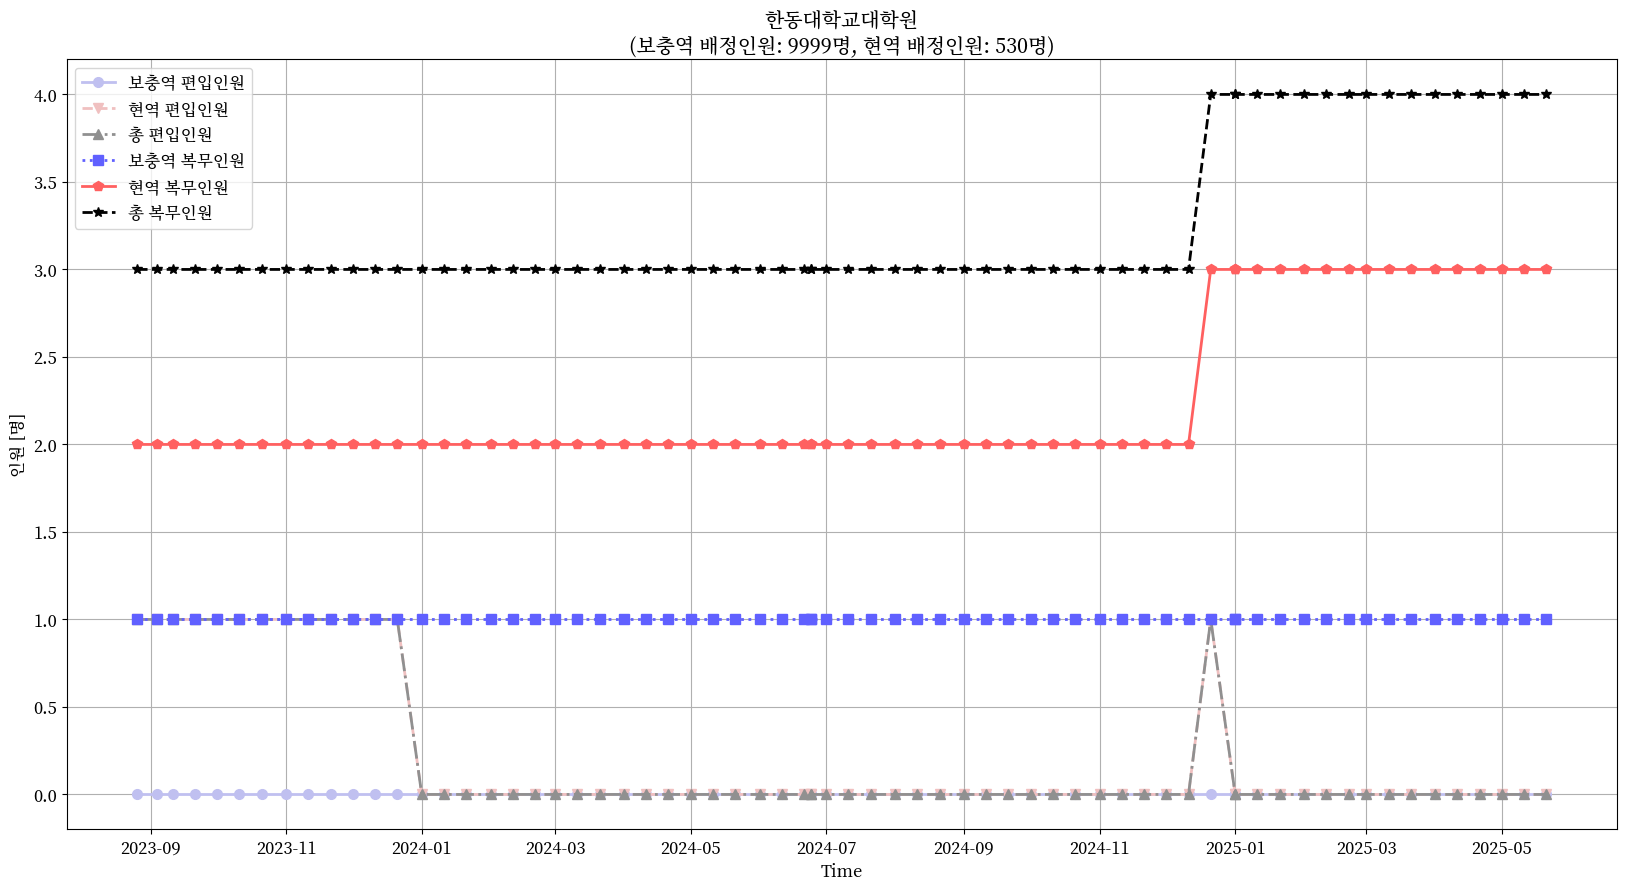 한동대학교대학원
(보충역 배정인원: 9999명, 현역 배정인원: 530명)
보충역 편입인원
현역 편입인원
총 편입인원
보충역 복무인원
현역 복무인원
총 복무인원
4.0
3.5
3.0
2.5
2.0
1.5
1.0
0.5
0.0
인원 [명]
2023-09
2023-11
2024-01
2024-03
2024-05
2024-07
2024-09
2024-11
2025-01
2025-03
2025-05
Time